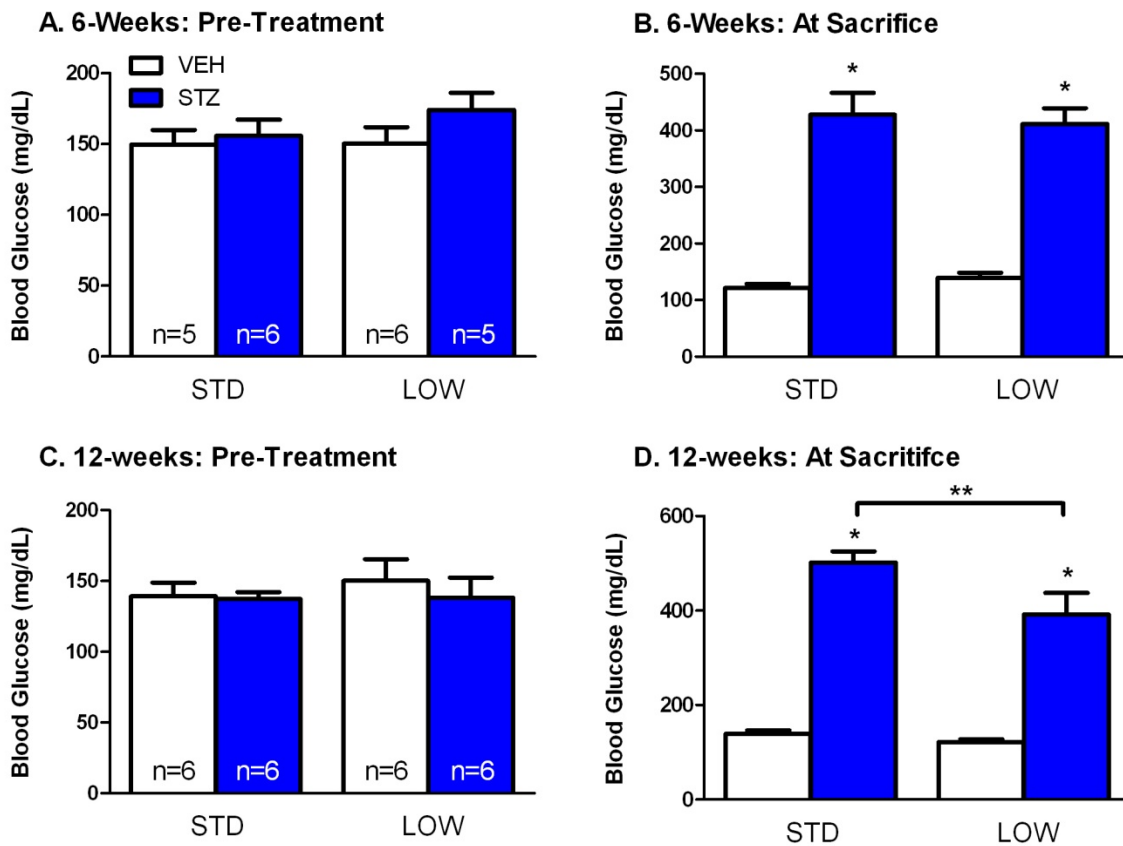 A. 6-Weeks: Pre-Treatment
VEH
STZ
Blood Glucose (mg/dL)
200
150
100
50
0
n=5
n=6
n=6
n=5
STD
LOW
B. 6-Weeks: At Sacrifice
Blood Glucose (mg/dL)
500
400
300
200
100
0
*
*
STD
LOW
C. 12-weeks: Pre-Treatment
Blood Glucose (mg/dL)
200
150
100
50
0
n=6
n=6
n=6
n=6
STD
LOW
D. 12-weeks: At Sacritifce
Blood Glucose (mg/dL)
600
400
200
0
**
*
*
STD
LOW